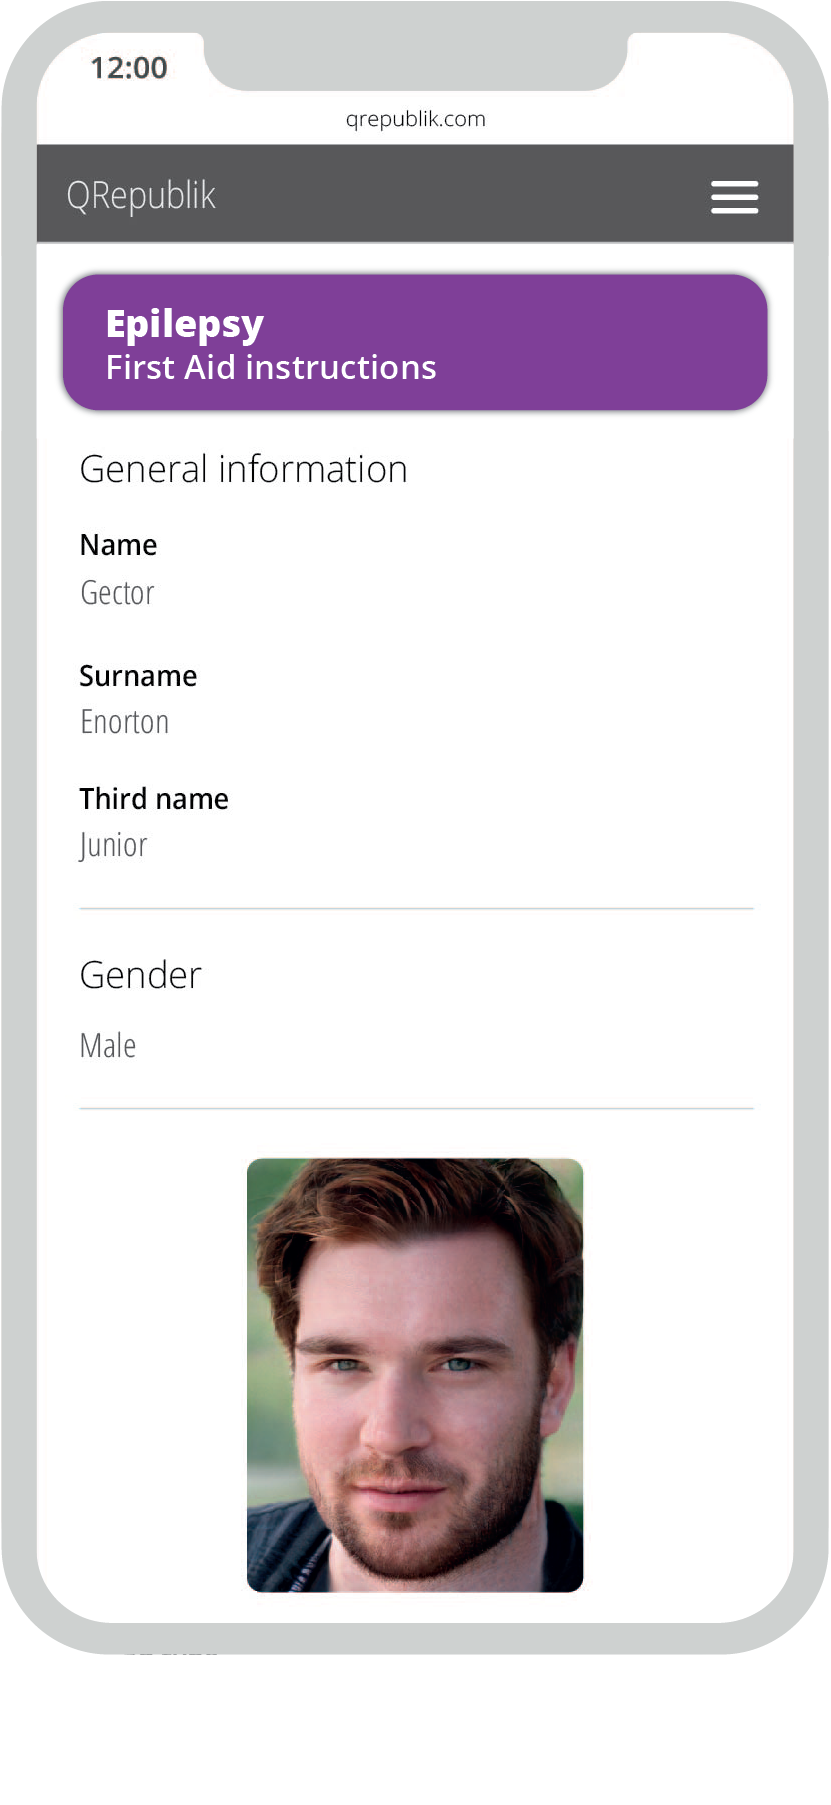 12:00
qrepublik.com
QRepublik
Epilepsy
First Aid instructions
General information
Name
Gector
Surname
Enorton
Third name
Junior
Gender
Male